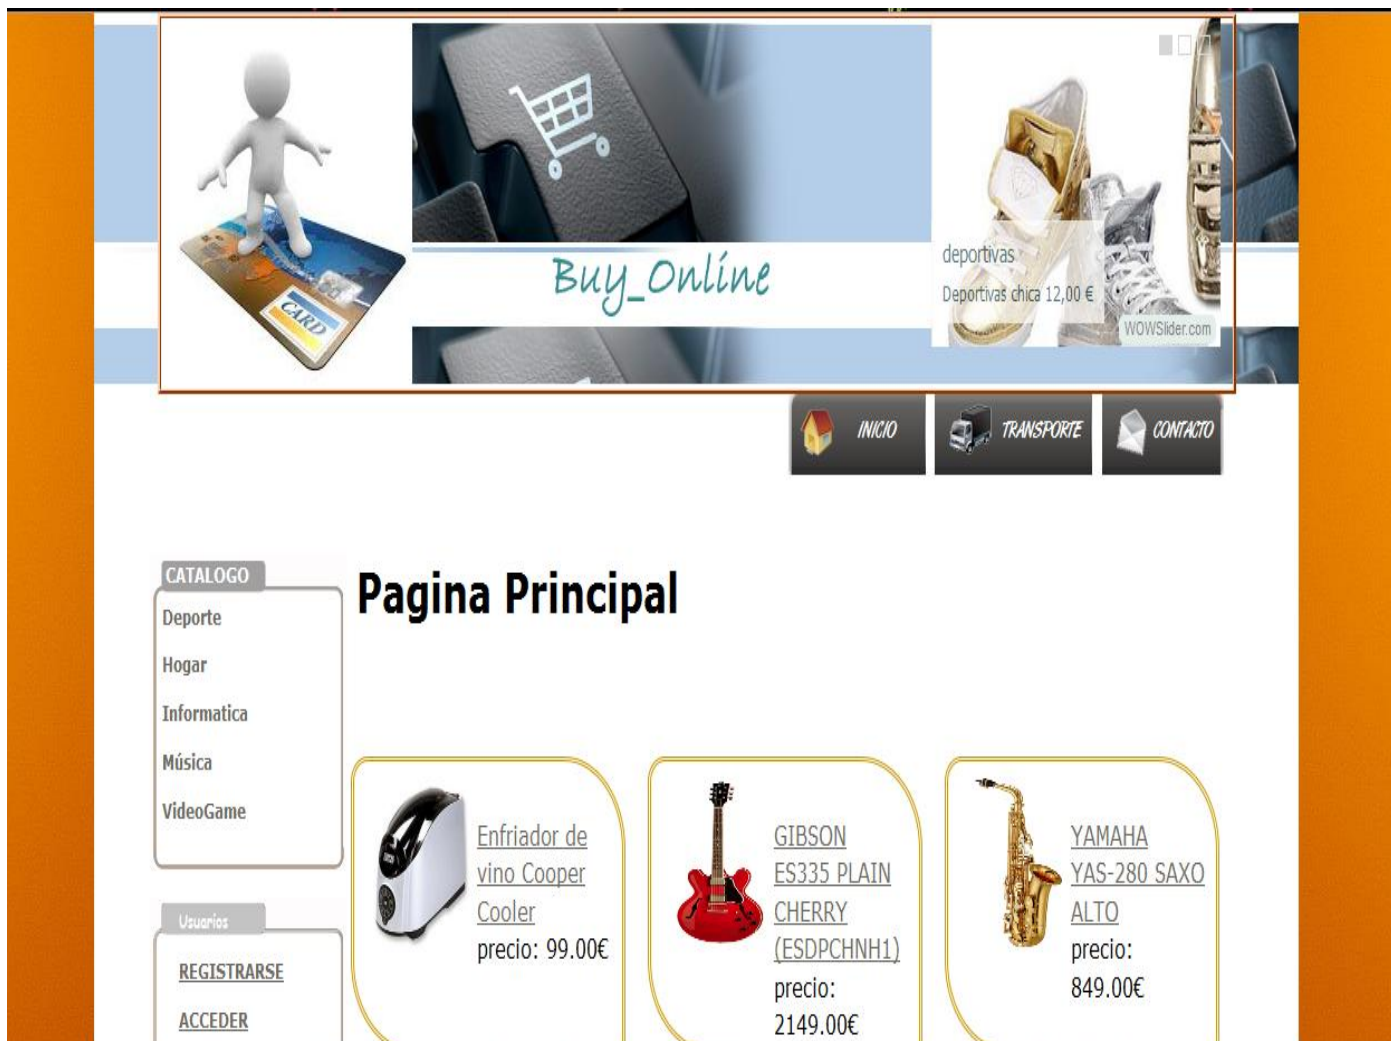 CARD
Buy_Online
deportivas
Deportivas chica 12,00 €
WOWSlider.com
INICIO
TRANSPORTE
CONTACTO
CATALOGO
Deporte
Hogar
Informatica
Música
VideoGame
Usuarios
REGISTRARSE
ACCEDER
Pagina Principal
Enfriador de
vino Cooper
Cooler
precio: 99.00€
GIBSON
ES335 PLAIN
CHERRY
(ESDPCHNH1)
precio:
2149.00€
YAMAHA
YAS-280 SAXO
ALTO
precio:
849.00€